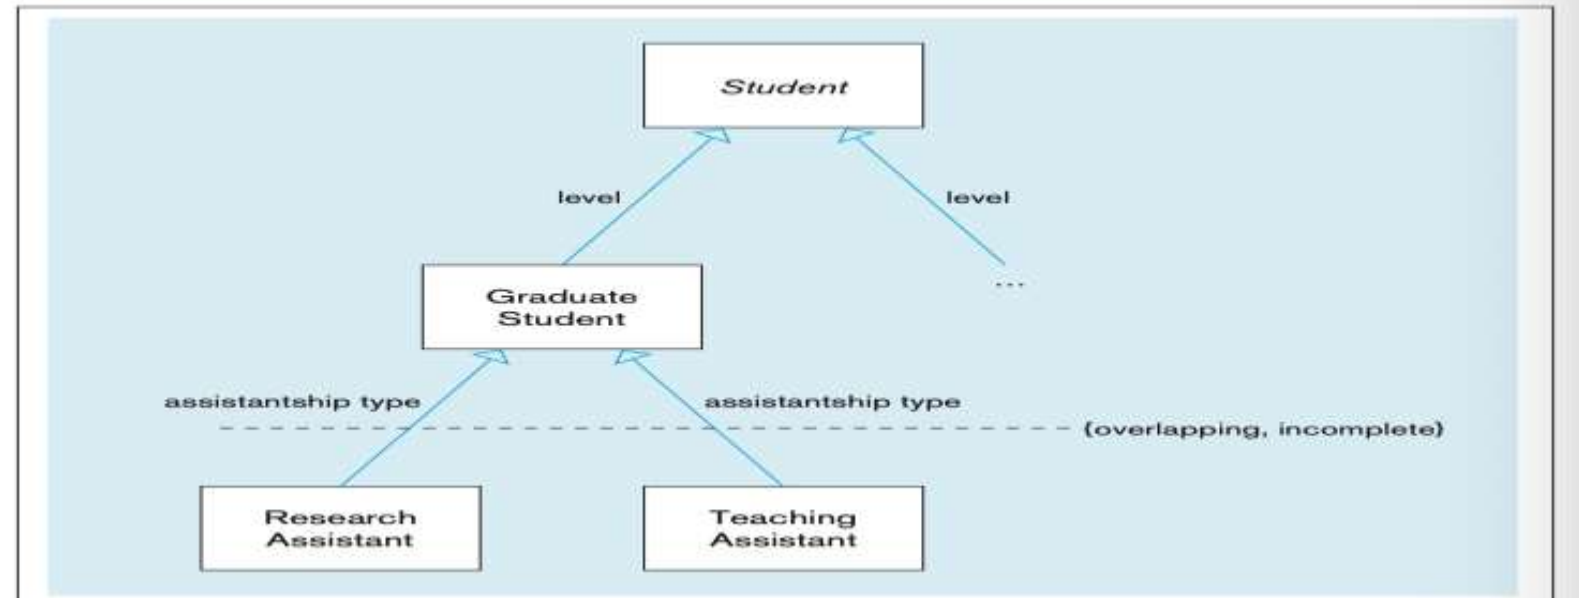 Student
level
level
Graduate
Student
...
assistantship type
assistantship type
{overlapping, incomplete}
Research
Assistant
Teaching
Assistant